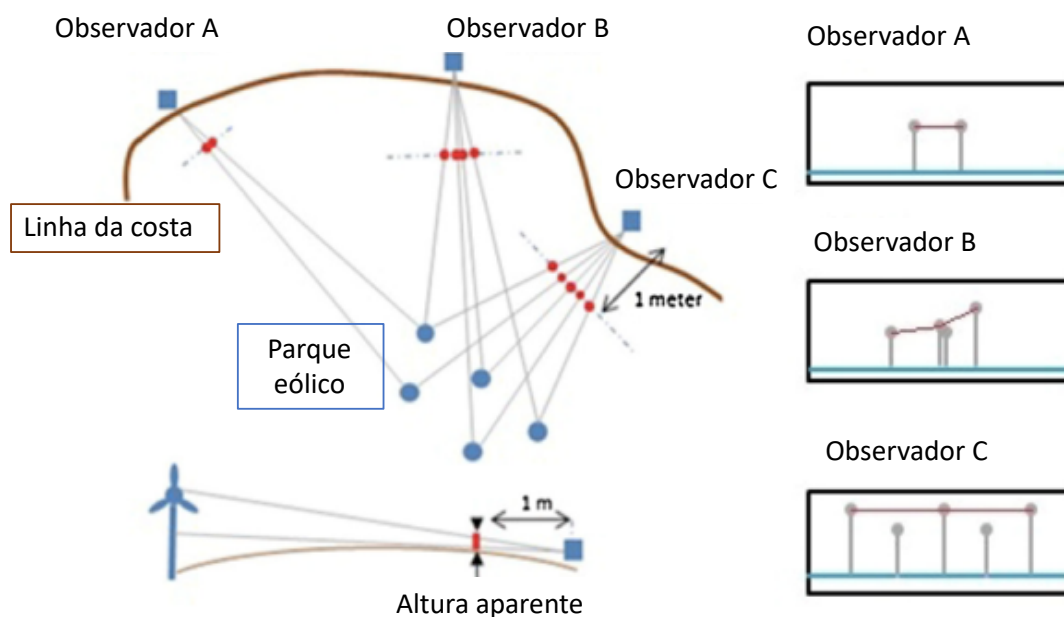 Observador A
Observador B
Observador A
Observador C
Linha da costa
1 meter
Observador B
Parque
eólico
Observador C
1 m
Altura aparente